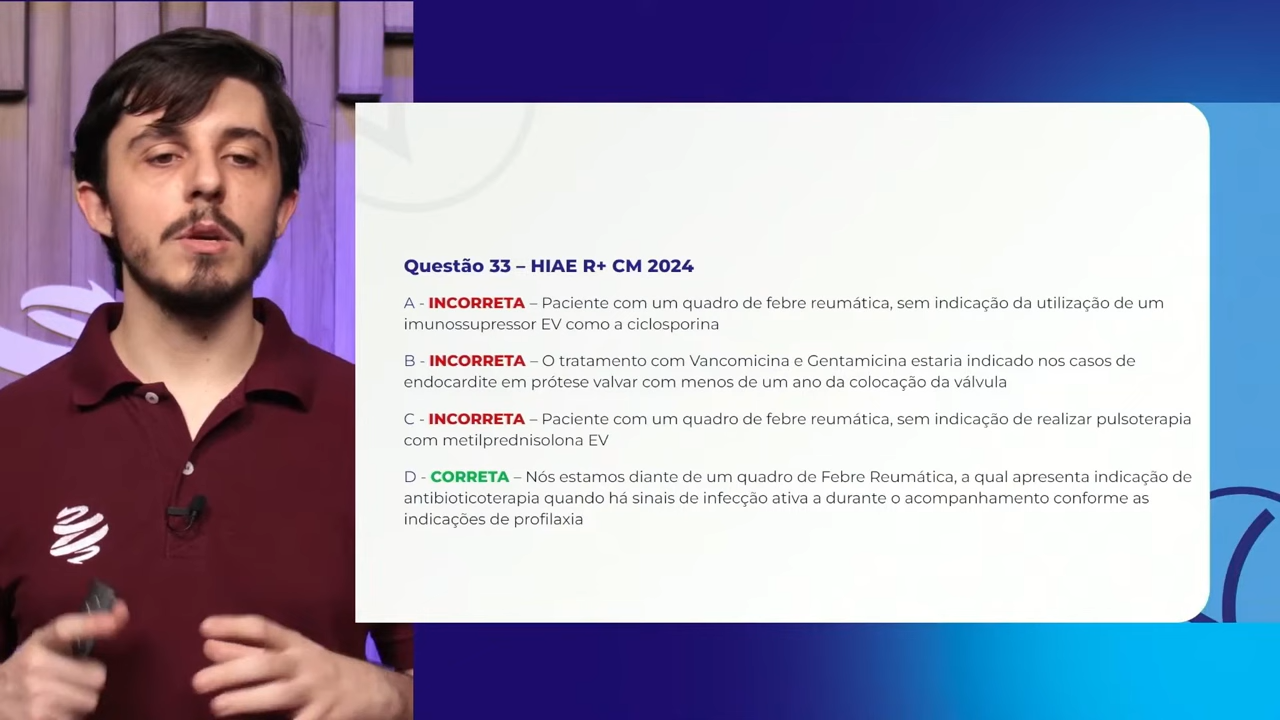 Questão 33 – HIAE R+ CM 2024
A - INCORRETA – Paciente com um quadro de febre reumática, sem indicação da utilização de um
imunossupressor EV como a ciclosporina
B - INCORRETA – O tratamento com Vancomicina e Gentamicina estaria indicado nos casos de
endocardite em prótese valvar com menos de um ano da colocação da válvula
C - INCORRETA – Paciente com um quadro de febre reumática, sem indicação de realizar pulsoterapia
com metilprednisolona EV
D - CORRETA – Nós estamos diante de um quadro de Febre Reumática, a qual apresenta indicação de
antibioticoterapia quando há sinais de infecção ativa a durante o acompanhamento conforme as
indicações de profilaxia